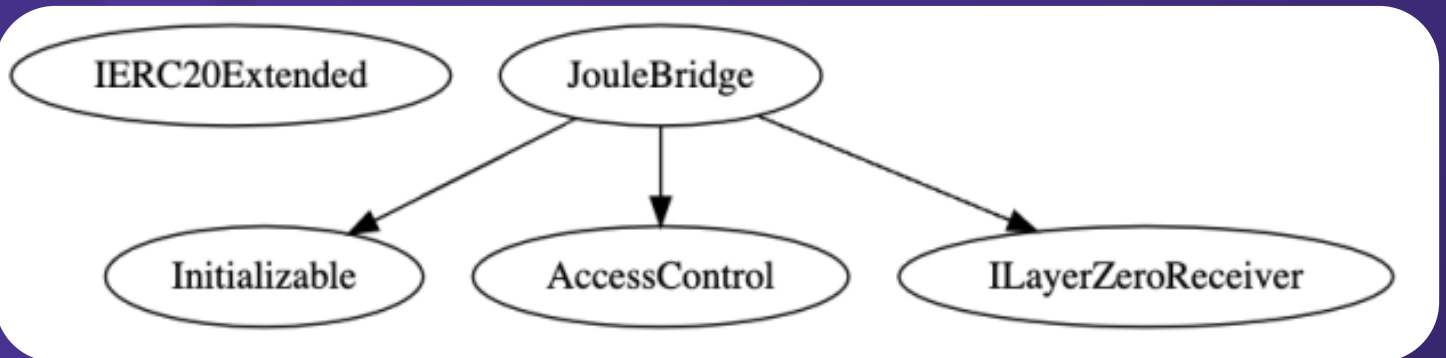 IERC20Extended
JouleBridge
Initializable
AccessControl
ILayerZeroReceiver